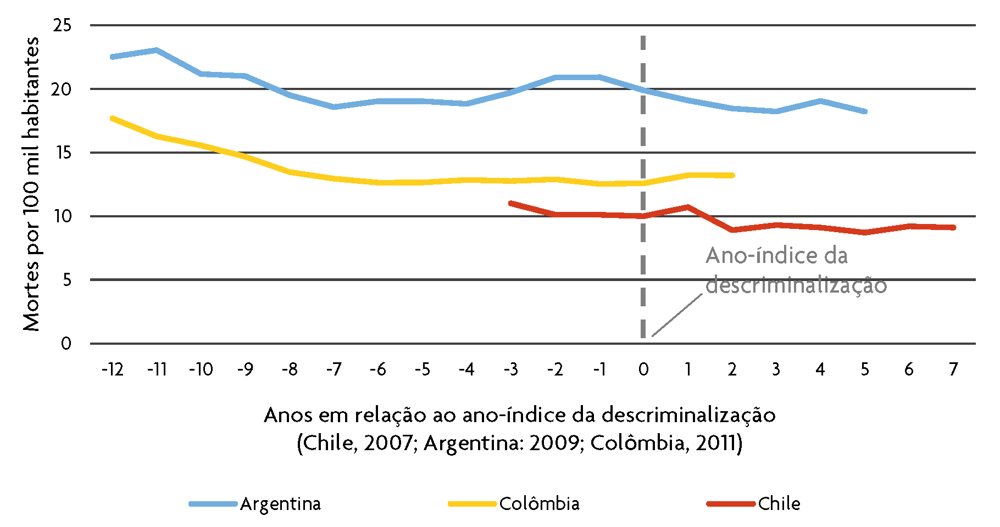 Mortes por 100 mil habitantes
25
20
15
10
5
0
Ano-índice da
descriminalização
-12 -11 -10 -9 -8 -7 -6 -5 -4 -3 -2 -1 0 1 2 3 4 5 6 7
Anos em relação ao ano-índice da descriminalização
(Chile, 2007; Argentina: 2009; Colômbia, 2011)
Argentina Colômbia Chile